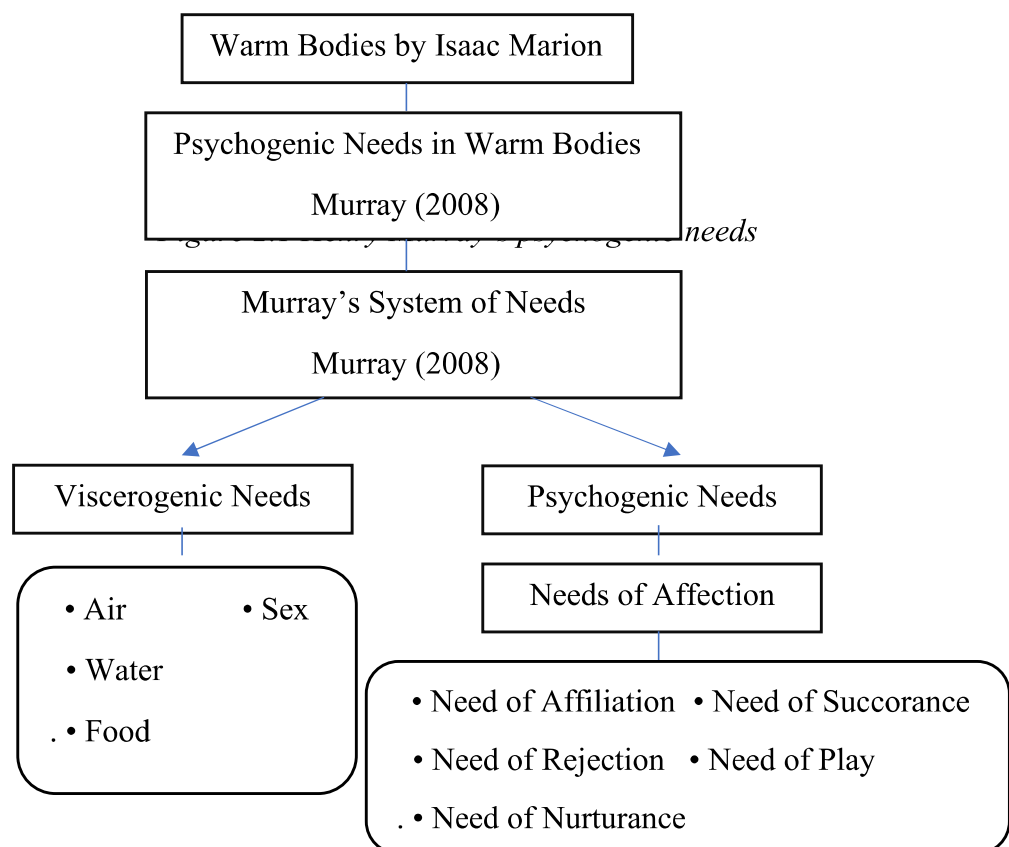 Warm Bodies by Isaac Marion
Psychogenic Needs in Warm Bodies
Murray (2008)
needs
Murray’s System of Needs
Murray (2008)
Viscerogenic Needs
Psychogenic Needs
• Air • Sex
• Water
. • Food
Needs of Affection
• Need of Affiliation • Need of Succorance
• Need of Rejection • Need of Play
. • Need of Nurturance